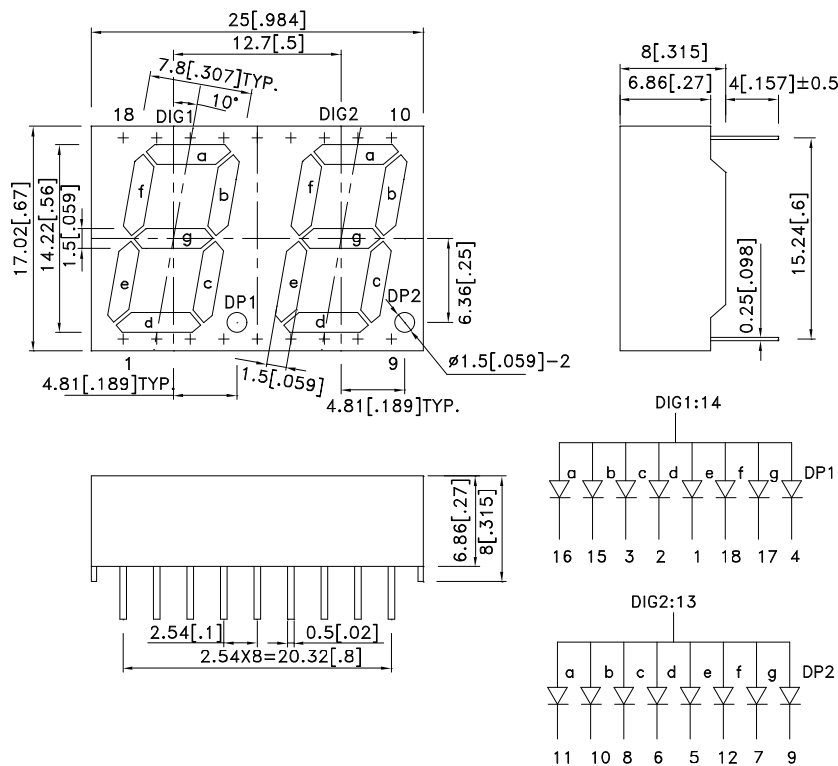 25[.984]
12.7[.5]
7.8[.307]TYP.
10°
18 DIG1 DIG2 10
a a
f b f b
g g
e c e c
d DP1 d DP2
1 9
17.02[.67]
14.22[.56]
1.5[.059]
6.36[.25]
4.81[.189]TYP.
1.5[.059]
ø1.5[.059]-2
4.81[.189]TYP.
8[.315]
6.86[.27] 4[.157]±0.5
15.24[.6]
0.25[.098]
6.86[.27]
8[.315]
2.54[.1] 0.5[.02]
2.54X8=20.32[.8]
DIG1:14
a b c d e f g DP1
16 15 3 2 1 18 17 4
DIG2:13
a b c d e f g DP2
11 10 8 6 5 12 7 9